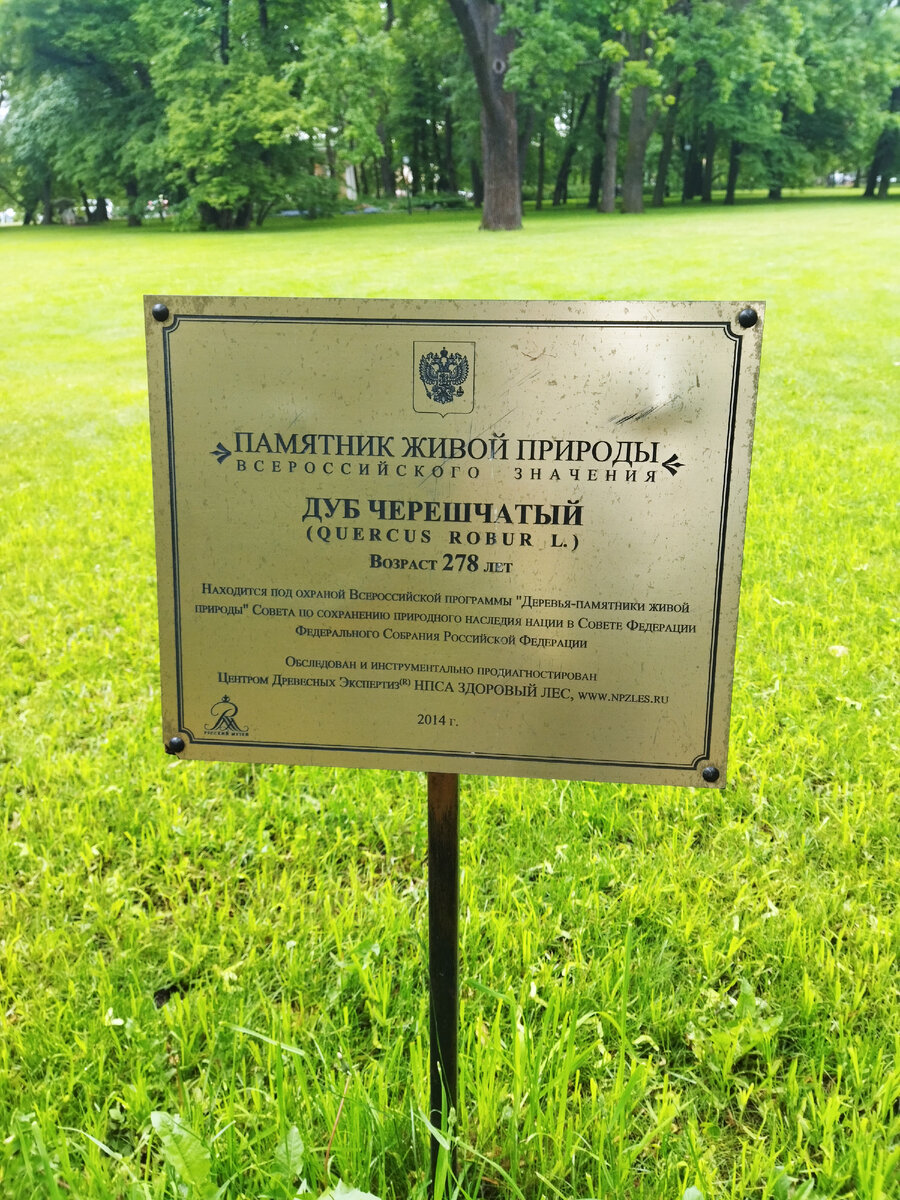 ПАМЯТНИК ЖИВОЙ ПРИРОДЫ
ВСЕРОССИЙСКОГО ЗНАЧЕНИЯ
ДУБ ЧЕРЕШЧАТЫЙ
(QUERCUS ROBUR L.)
Возраст 278 лет
Находится под охраной Всероссийской программы "Деревья-памятники живой
природы" Совета по сохранению природного наследия нации в Совете Федерации
Федерального Собрания Российской Федерации
Обследован и инструментально продиагностирован
Центром Древесных Экспертиз(R) НПСА ЗДОРОВЫЙ ЛЕС, www.npzles.ru
2014 г.
РУССКИЙ МУЗЕЙ